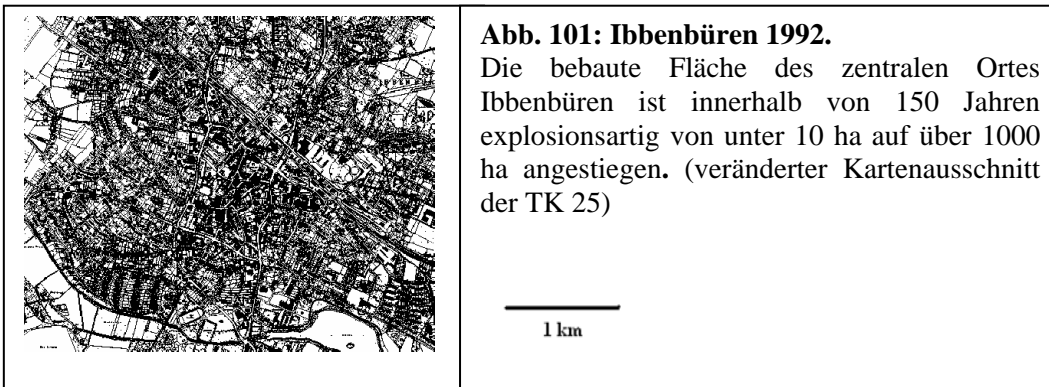 Abb. 101: Ibbenbüren 1992.
Die bebaute Fläche des zentralen Ortes
Ibbenbüren ist innerhalb von 150 Jahren
explosionsartig von unter 10 ha auf über 1000
ha angestiegen. (veränderter Kartenausschnitt
der TK 25)
1 km